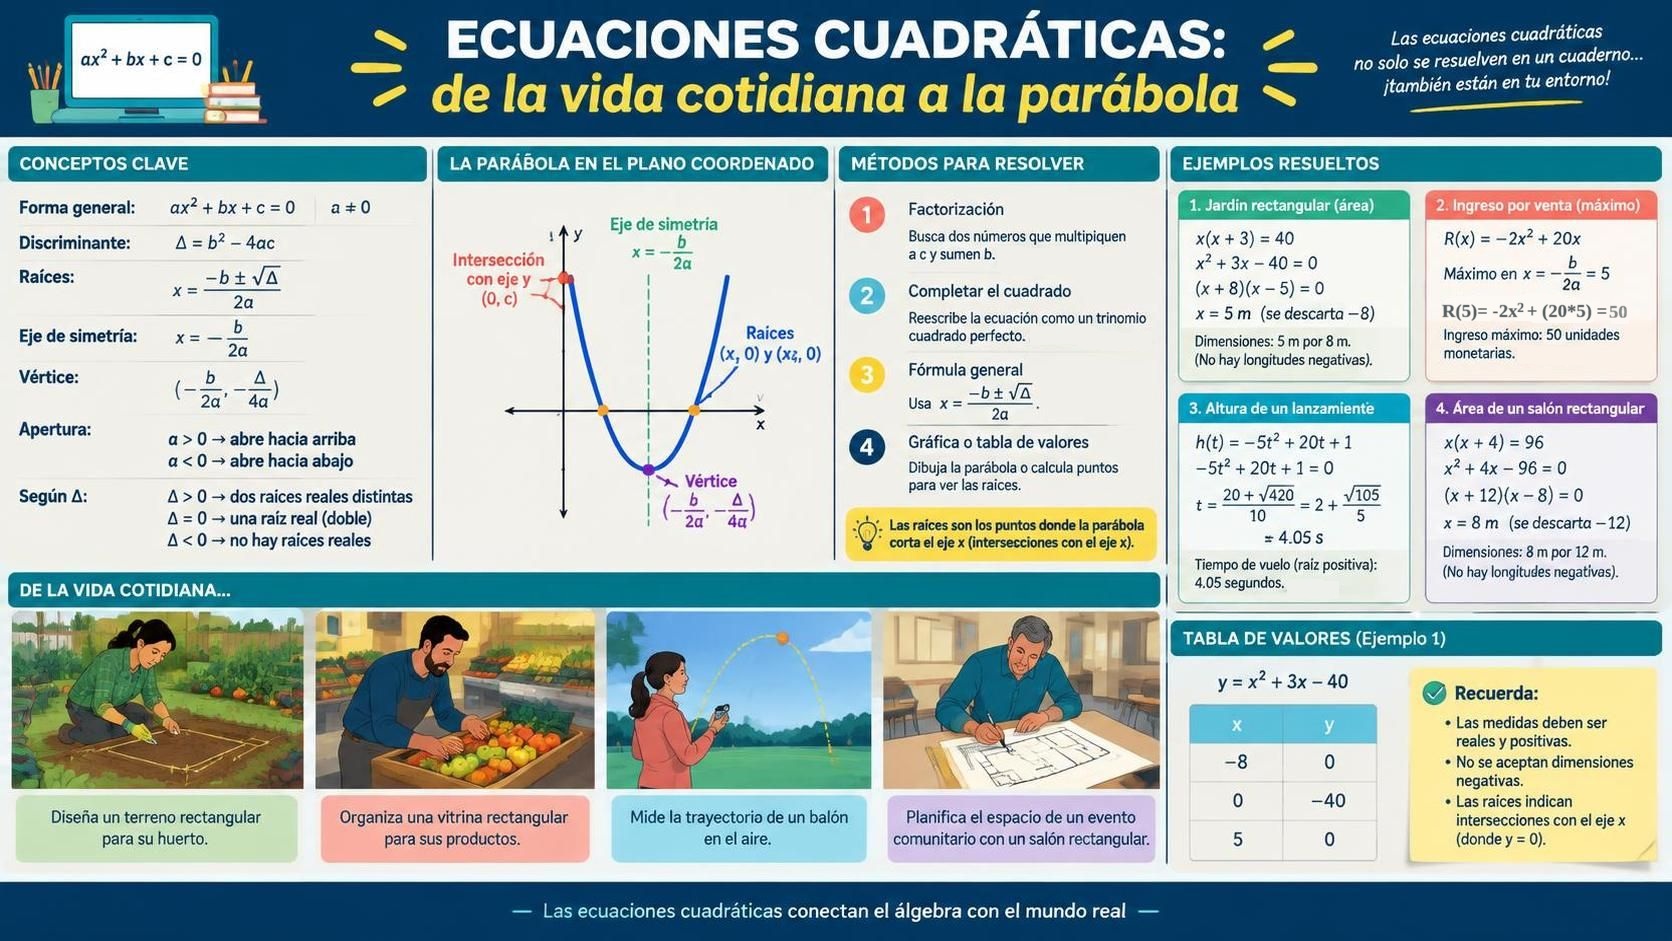 ax² + bx + c = 0
ECUACIONES CUADRÁTICAS:
de la vida cotidiana a la parábola
Las ecuaciones cuadráticas
no solo se resuelven en un cuaderno...
¡también están en tu entorno!
CONCEPTOS CLAVE
Forma general: ax² + bx + c = 0 a ≠ 0
Discriminante: Δ = b² − 4ac
Raíces: x = (−b ± √Δ) / 2a
Eje de simetría: x = − b/2a
Vértice: (− b/2a, − Δ/4a)
Apertura:
a > 0 → abre hacia arriba
a < 0 → abre hacia abajo
Según Δ: Δ > 0 → dos raíces reales distintas
Δ = 0 → una raíz real (doble)
Δ < 0 → no hay raíces reales
LA PARÁBOLA EN EL PLANO COORDENADO
y
Eje de simetría
x = − b/2a
Intersección
con eje y
(0, c)
Raíces
(x, 0) y (x₂, 0)
x
Vértice
(− b/2a, − Δ/4a)
MÉTODOS PARA RESOLVER
1 Factorización
Busca dos números que multipiquen
a c y sumen b.
2 Completar el cuadrado
Reescribe la ecuación como un trinomio
cuadrado perfecto.
3 Fórmula general
Usa x = (−b ± √Δ) / 2a .
4 Gráfica o tabla de valores
Dibuja la parábola o calcula puntos
para ver las raices.
Las raíces son los puntos donde la parábola
corta el eje x (intersecciones con el eje x).
EJEMPLOS RESUELTOS
1. Jardin rectangular (área)
x(x + 3) = 40
x² + 3x − 40 = 0
(x + 8)(x − 5) = 0
x = 5 m (se descarta −8)
Dimensiones: 5 m por 8 m.
(No hay longitudes negativas).
2. Ingreso por venta (máximo)
R(x) = −2x² + 20x
Máximo en x = − b/2a = 5
R(5)= -2x² + (20*5) =50
Ingreso máximo: 50 unidades
monetarias.
3. Altura de un lanzamiento
h(t) = −5t² + 20t + 1
−5t² + 20t + 1 = 0
t = (20 + √420) / 10 = 2 + √105 / 5
≈ 4.05 s
Tiempo de vuelo (raíz positiva):
4.05 segundos.
4. Área de un salón rectangular
x(x + 4) = 96
x² + 4x − 96 = 0
(x + 12)(x − 8) = 0
x = 8 m (se descarta −12)
Dimensiones: 8 m por 12 m.
(No hay longitudes negativas).
DE LA VIDA COTIDIANA...
Diseña un terreno rectangular
para su huerto.
Organiza una vitrina rectangular
para sus productos.
Mide la trayectoria de un balón
en el aire.
Planifica el espacio de un evento
comunitario con un salón rectangular.
TABLA DE VALORES (Ejemplo 1)
y = x² + 3x − 40
x y
−8 0
0 −40
5 0
Recuerda:
• Las medidas deben ser
reales y positivas.
• No se aceptan dimensiones
negativas.
• Las raíces indican
intersecciones con el eje x
(donde y = 0).
— Las ecuaciones cuadráticas conectan el álgebra con el mundo real —